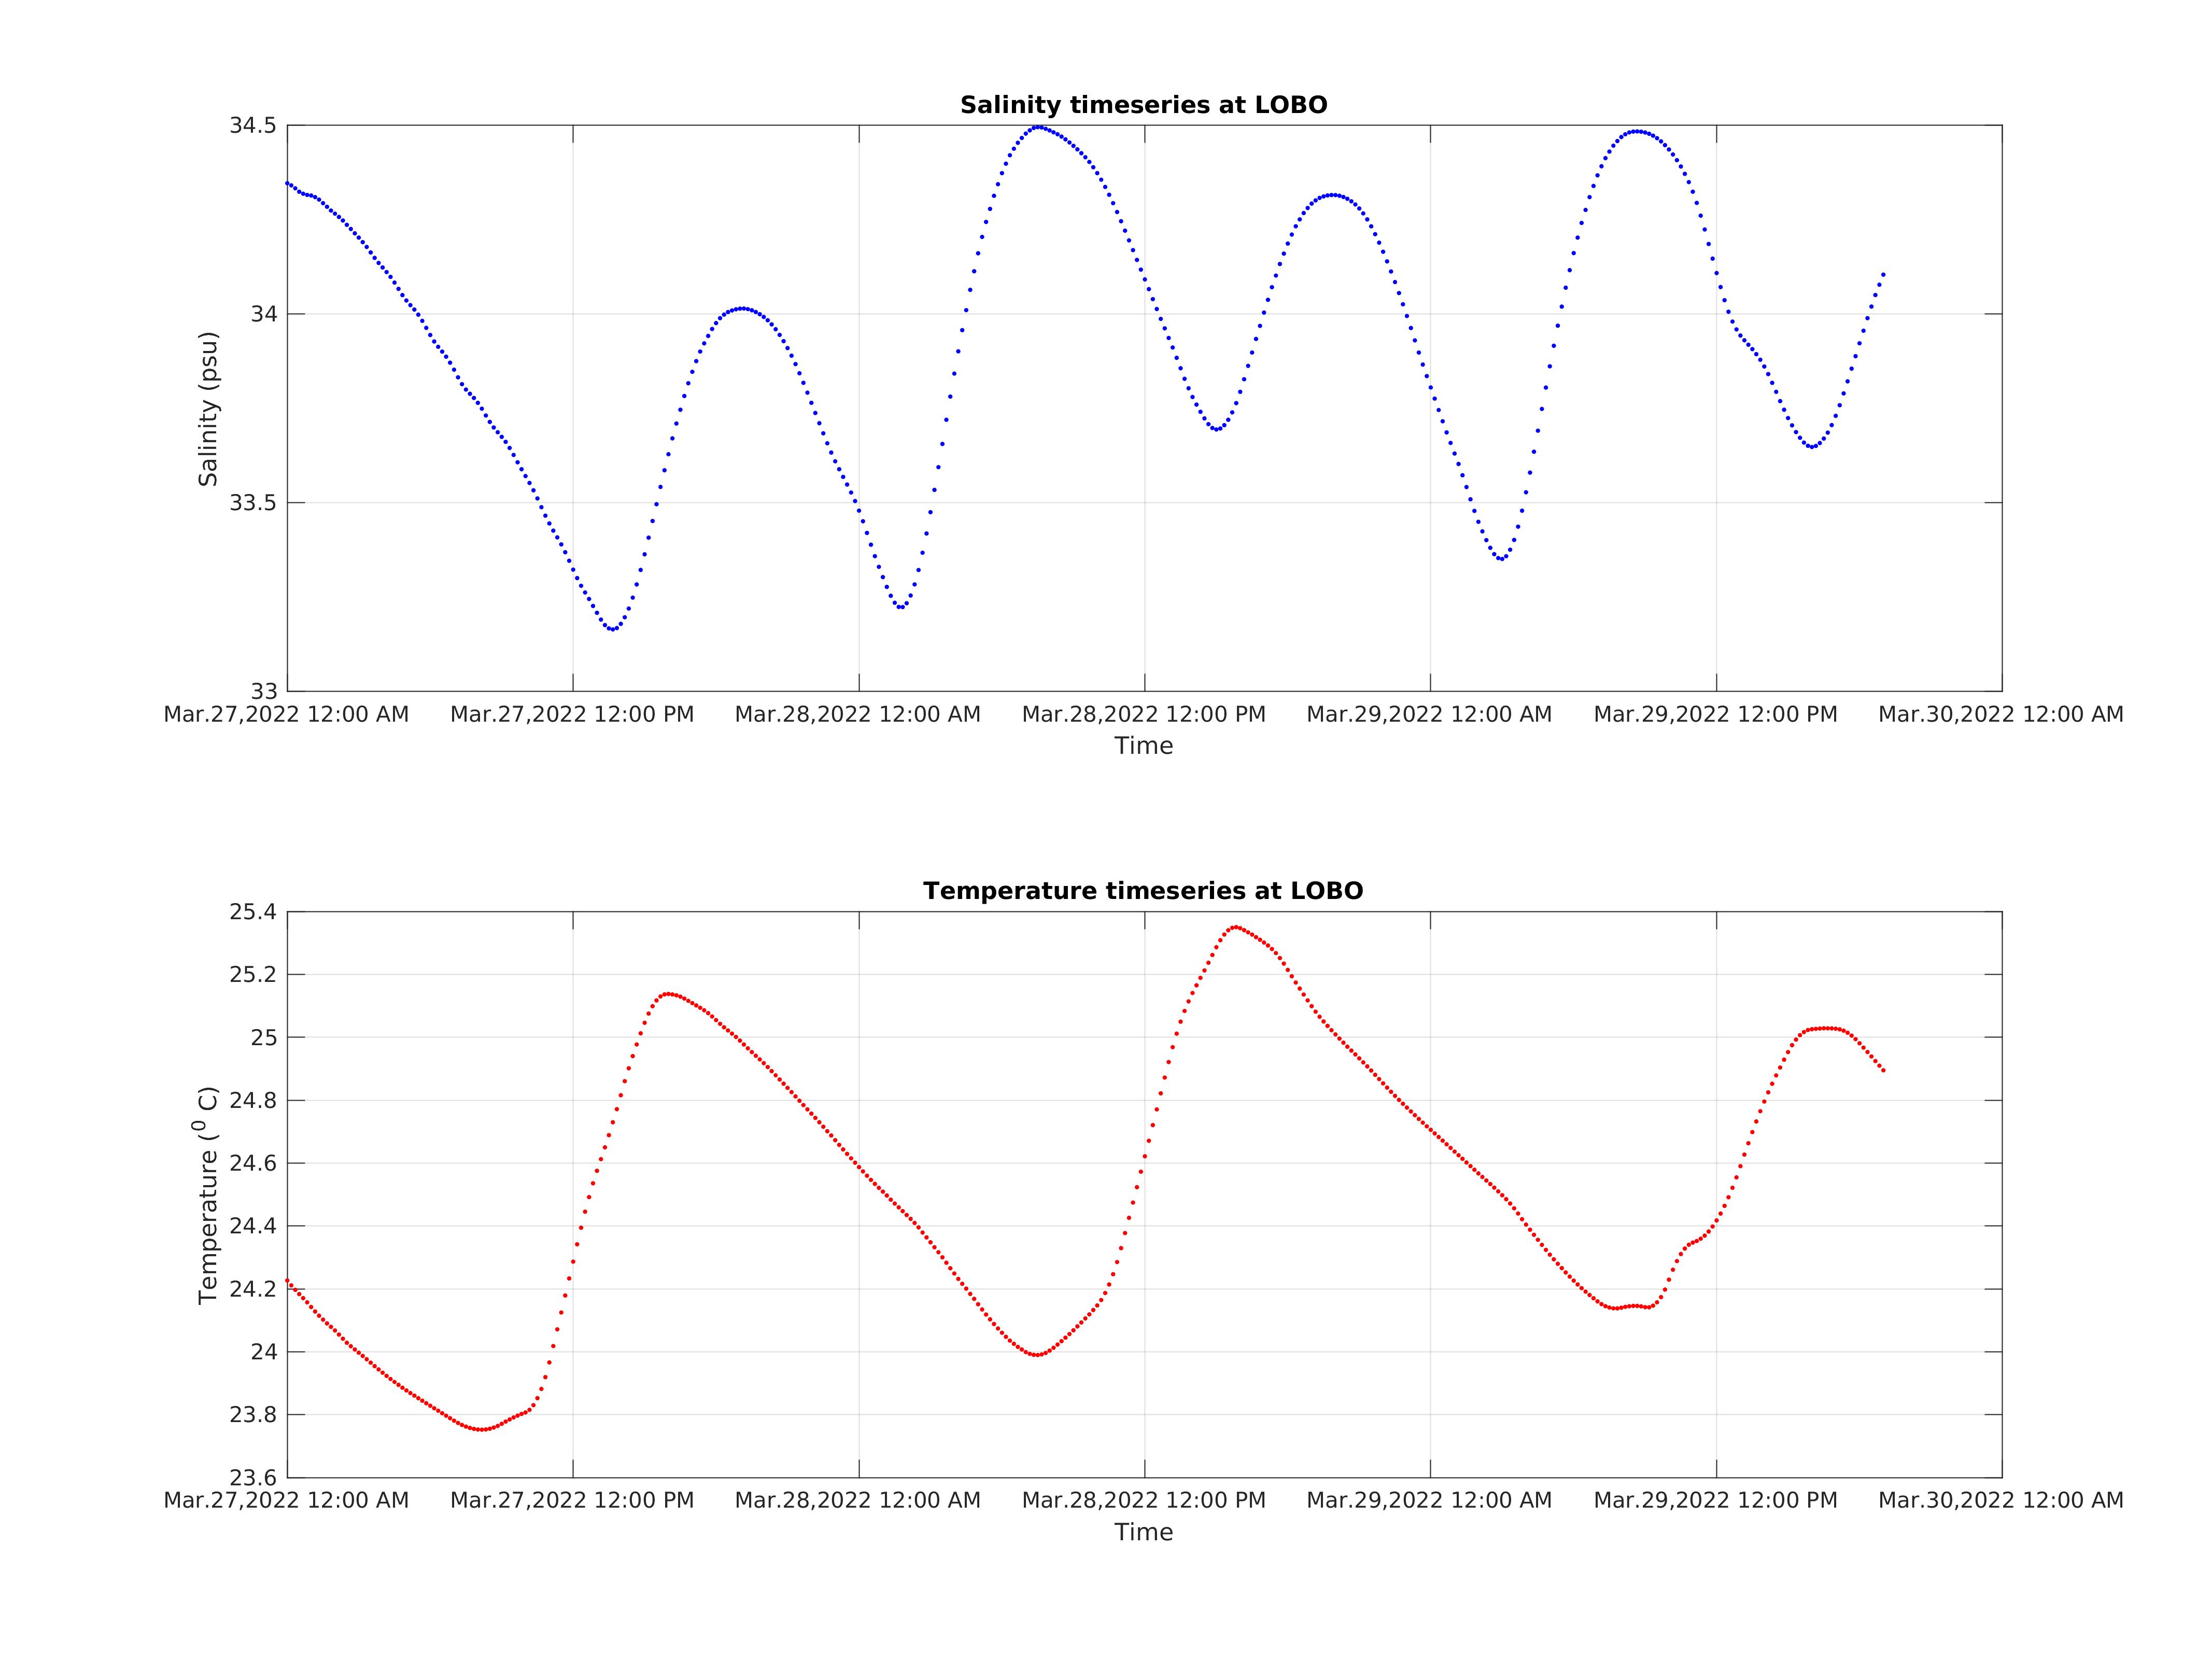 Salinity timeseries at LOBO
34.5
34
33.5
33
Salinity (psu)
Mar.27,2022 12:00 AM Mar.27,2022 12:00 PM Mar.28,2022 12:00 AM Mar.28,2022 12:00 PM Mar.29,2022 12:00 AM Mar.29,2022 12:00 PM Mar.30,2022 12:00 AM
Time
Temperature timeseries at LOBO
25.4
25.2
25
24.8
24.6
24.4
24.2
24
23.8
23.6
Temperature (⁰ C)
Mar.27,2022 12:00 AM Mar.27,2022 12:00 PM Mar.28,2022 12:00 AM Mar.28,2022 12:00 PM Mar.29,2022 12:00 AM Mar.29,2022 12:00 PM Mar.30,2022 12:00 AM
Time